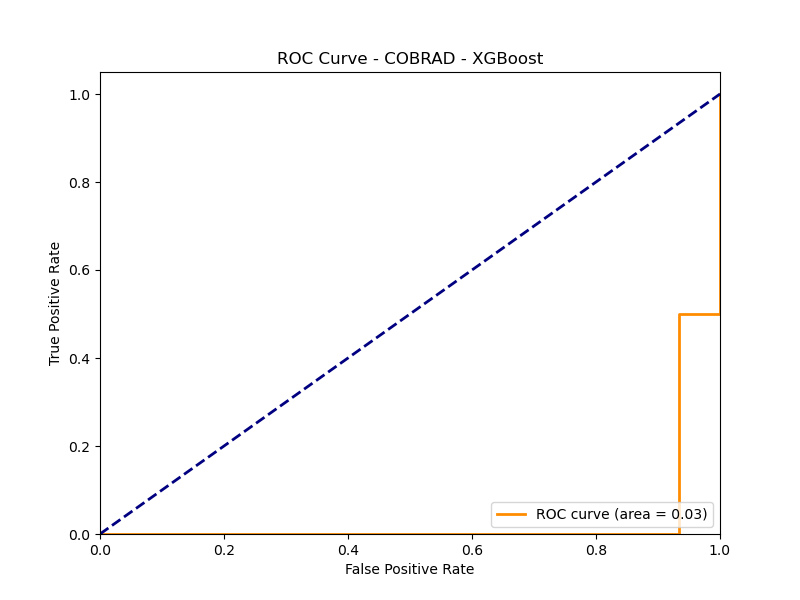 ROC Curve - COBRAD - XGBoost
1.0
0.8
0.6
0.4
0.2
0.0
True Positive Rate
ROC curve (area = 0.03)
0.0 0.2 0.4 0.6 0.8 1.0
False Positive Rate